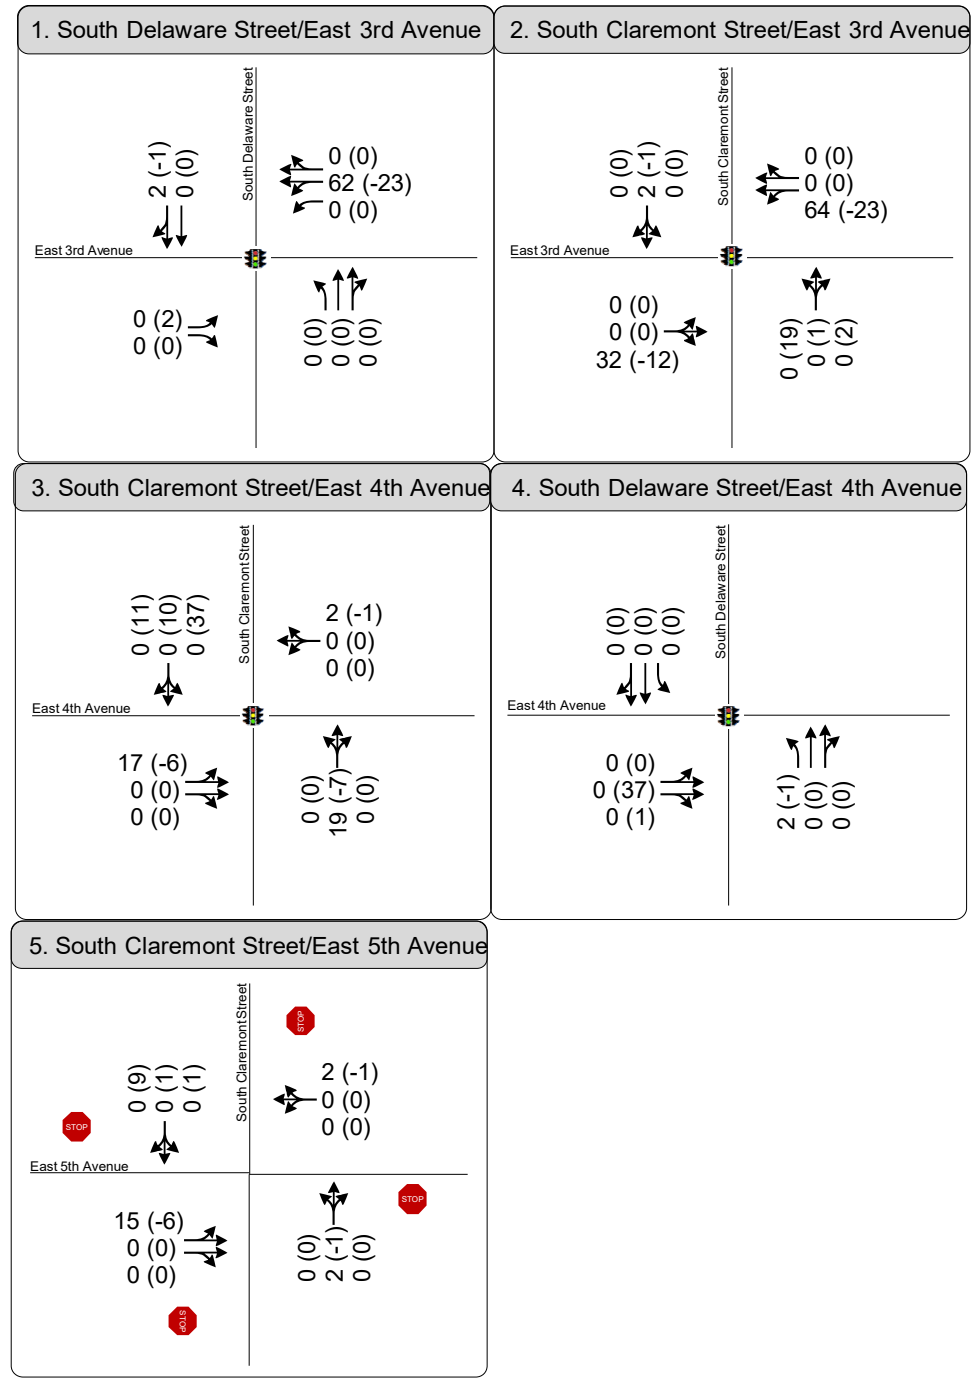 1. South Delaware Street/East 3rd Avenue
South Delaware Street
2 (-1)
0 (0)
0 (0)
62 (-23)
0 (0)
East 3rd Avenue
0 (2)
0 (0)
0 (0)
0 (0)
0 (0)
2. South Claremont Street/East 3rd Avenue
South Claremont Street
0 (0)
2 (-1)
0 (0)
0 (0)
0 (0)
64 (-23)
East 3rd Avenue
0 (0)
0 (0)
32 (-12)
0 (19)
0 (1)
0 (2)
3. South Claremont Street/East 4th Avenue
South Claremont Street
0 (11)
0 (10)
0 (37)
2 (-1)
0 (0)
0 (0)
East 4th Avenue
17 (-6)
0 (0)
0 (0)
0 (0)
19 (-7)
0 (0)
4. South Delaware Street/East 4th Avenue
South Delaware Street
0 (0)
0 (0)
0 (0)
East 4th Avenue
0 (0)
0 (37)
0 (1)
2 (-1)
0 (0)
0 (0)
5. South Claremont Street/East 5th Avenue
South Claremont Street
STOP
0 (9)
0 (1)
0 (1)
2 (-1)
0 (0)
0 (0)
STOP
East 5th Avenue
STOP
15 (-6)
0 (0)
0 (0)
0 (0)
2 (-1)
0 (0)
STOP